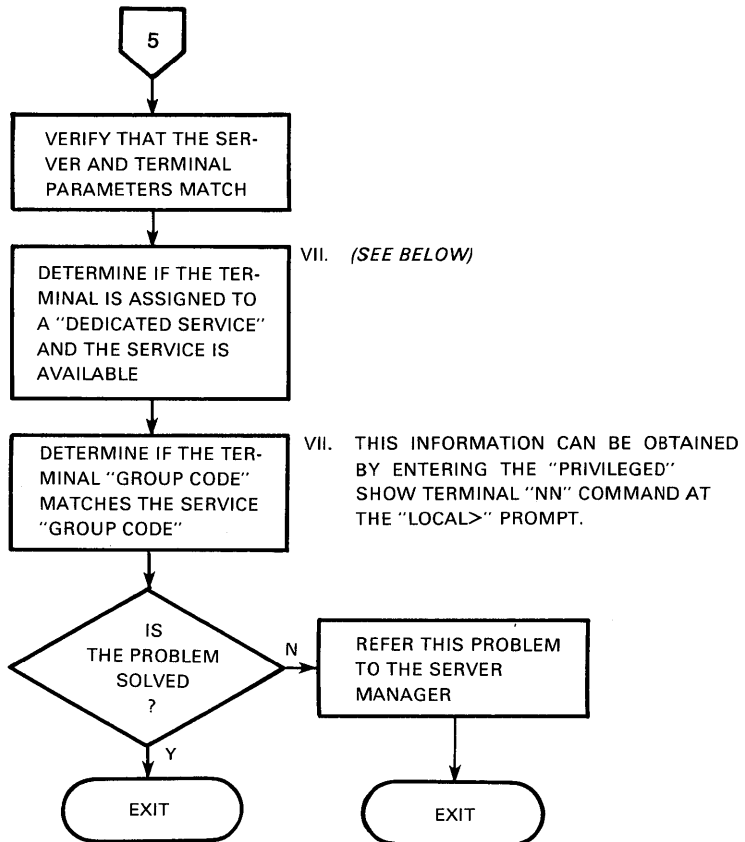 5
VERIFY THAT THE SER-
VER AND TERMINAL
PARAMETERS MATCH
VII. (SEE BELOW)
DETERMINE IF THE TER-
MINAL IS ASSIGNED TO
A "DEDICATED SERVICE"
AND THE SERVICE IS
AVAILABLE
DETERMINE IF THE TER-
MINAL "GROUP CODE"
MATCHES THE SERVICE
"GROUP CODE"
VII. THIS INFORMATION CAN BE OBTAINED
BY ENTERING THE "PRIVILEGED"
SHOW TERMINAL "NN" COMMAND AT
THE "LOCAL>" PROMPT.
IS
THE PROBLEM
SOLVED
?
N
REFER THIS PROBLEM
TO THE SERVER
MANAGER
Y
EXIT
EXIT